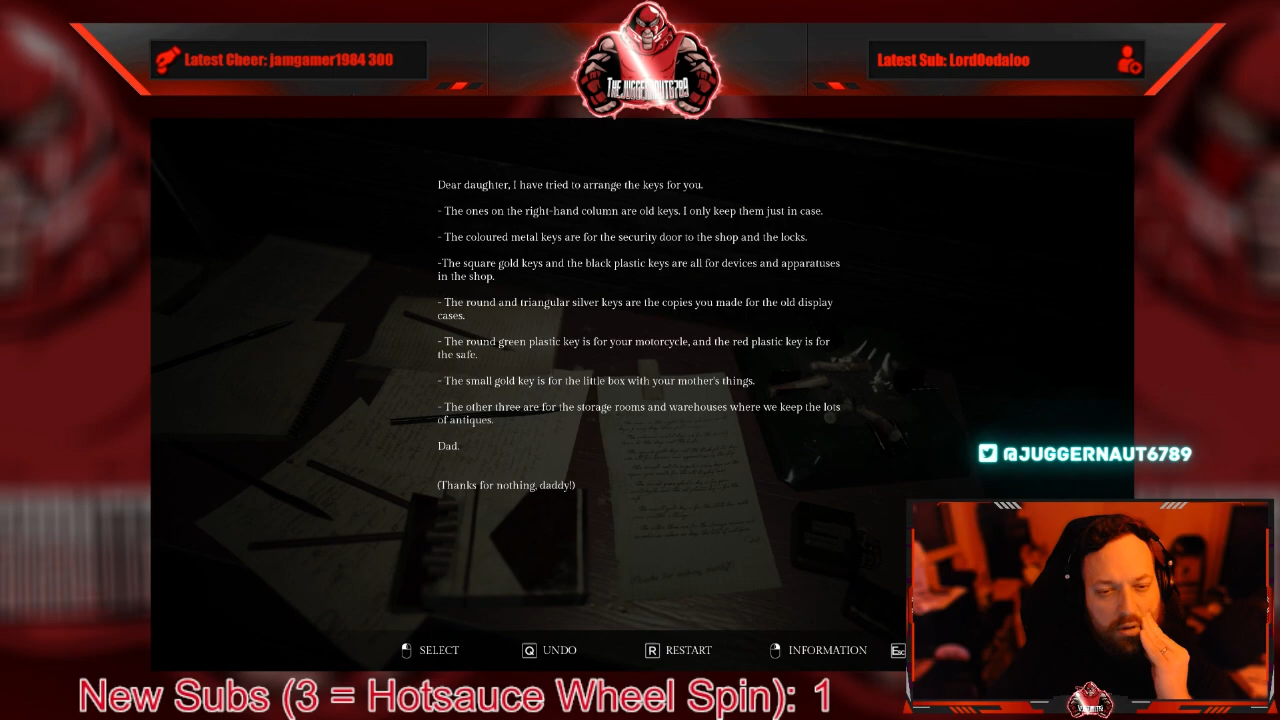 Latest Cheer: jamgamer1984 300
THEJUGGERNAUT6789
Latest Sub: LordOodaloo
Dear daughter, I have tried to arrange the keys for you.
- The ones on the right-hand column are old keys. I only keep them just in case.
- The coloured metal keys are for the security door to the shop and the locks.
-The square gold keys and the black plastic keys are all for devices and apparatuses
in the shop.
- The round and triangular silver keys are the copies you made for the old display
cases.
- The round green plastic key is for your motorcycle, and the red plastic key is for
the safe.
- The small gold key is for the little box with your mother's things.
- The other three are for the storage rooms and warehouses where we keep the lots
of antiques.
Dad.
(Thanks for nothing, daddy!)
@JUGGERNAUT6789
SELECT
Q UNDO
R RESTART
INFORMATION
New Subs (3 = Hotsauce Wheel Spin): 1